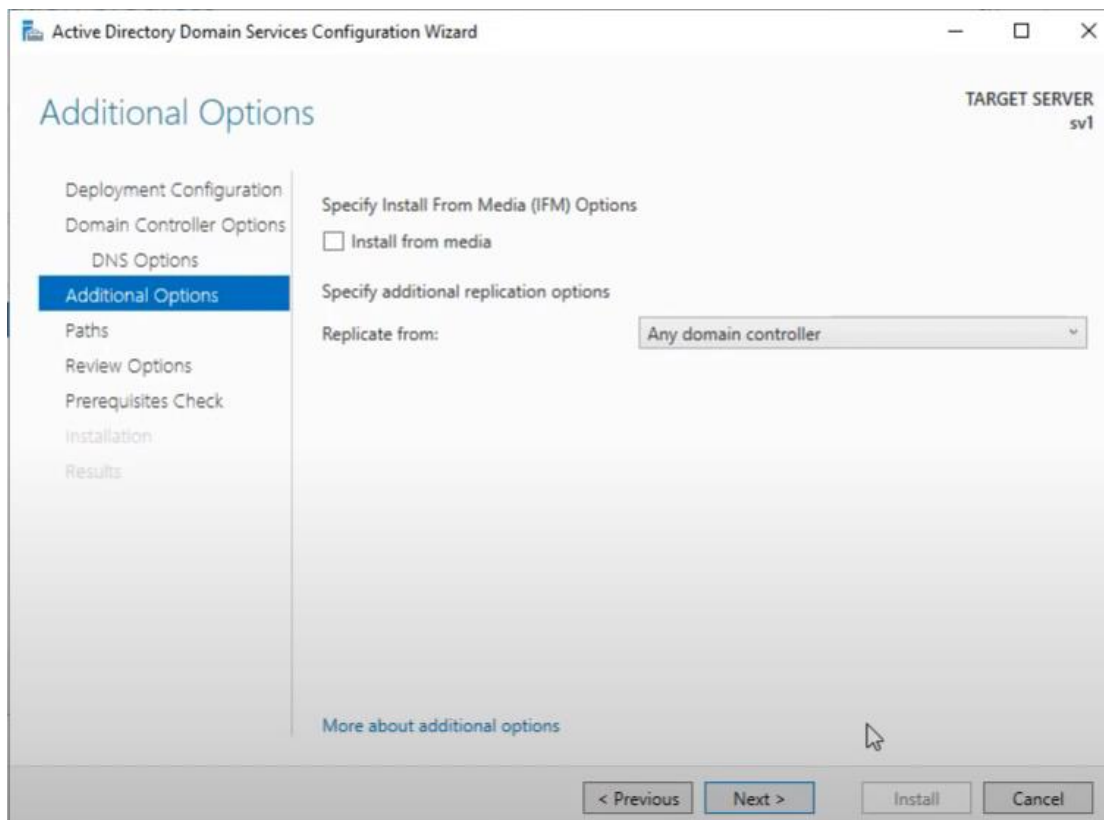 Active Directory Domain Services Configuration Wizard
Additional Options
TARGET SERVER
sv1
Deployment Configuration
Domain Controller Options
DNS Options
Additional Options
Paths
Review Options
Prerequisites Check
Installation
Results
Specify Install From Media (IFM) Options
Install from media
Specify additional replication options
Replicate from: Any domain controller
More about additional options
< Previous Next > Install Cancel